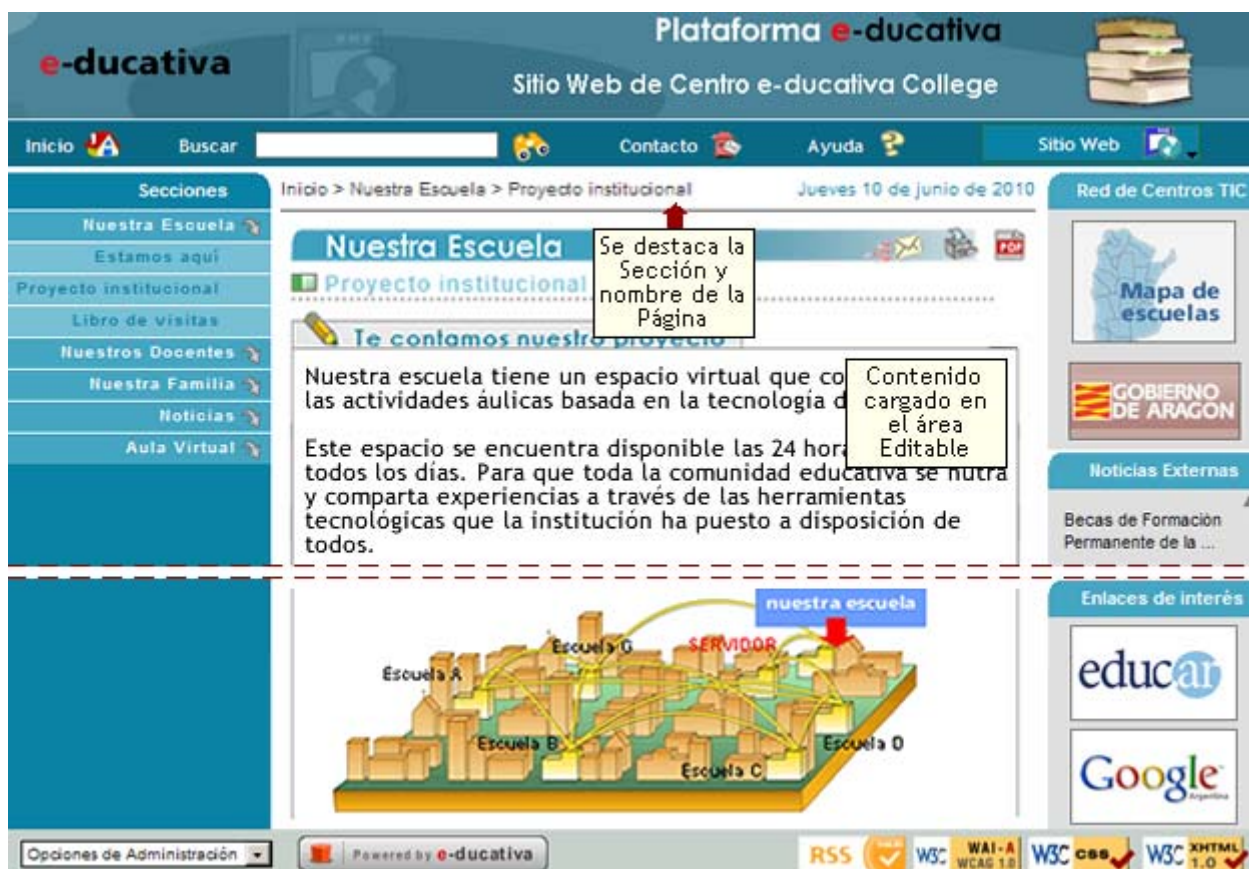 Plataforma e-ducativa
e-ducativa
Sitio Web de Centro e-ducativa College
Inicio
Buscar
Contacto
Ayuda
Sitio Web
Secciones
Nuestra Escuela
Estamos aquí
Proyecto institucional
Libro de visitas
Nuestros Docentes
Nuestra Familia
Noticias
Aula Virtual
Inicio > Nuestra Escuela > Proyecto institucional
Jueves 10 de junio de 2010
Nuestra Escuela
PDF
Proyecto institucional
Se destaca la
Sección y
nombre de la
Página
Te contamos nuestro proyecto
Nuestra escuela tiene un espacio virtual que co
las actividades áulicas basada en la tecnología d
Contenido
cargado en
el área
Editable
Este espacio se encuentra disponible las 24 hora
todos los días. Para que toda la comunidad educativa se nutra
y comparta experiencias a través de las herramientas
tecnológicas que la institución ha puesto a disposición de
todos.
nuestra escuela
SERVIDOR
Escuela G
Escuela A
Escuela B
Escuela C
Escuela D
Red de Centros TIC
Mapa de
escuelas
GOBIERNO
DE ARAGON
Noticias Externas
Becas de Formación
Permanente de la ...
Enlaces de interés
educar
Google
Argentina
Opciones de Administración
Powered by e-ducativa
RSS
W3C WAI-A
WCAG 1.0
W3C css
W3C XHTML
1.0